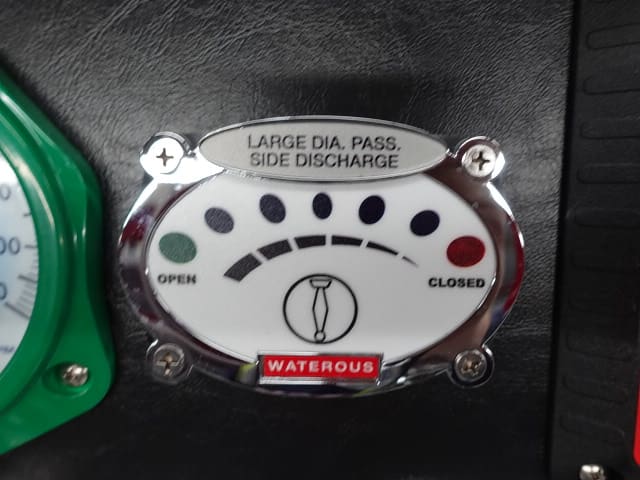 LARGE DIA. PASS.
SIDE DISCHARGE
OPEN
CLOSED
WATEROUS